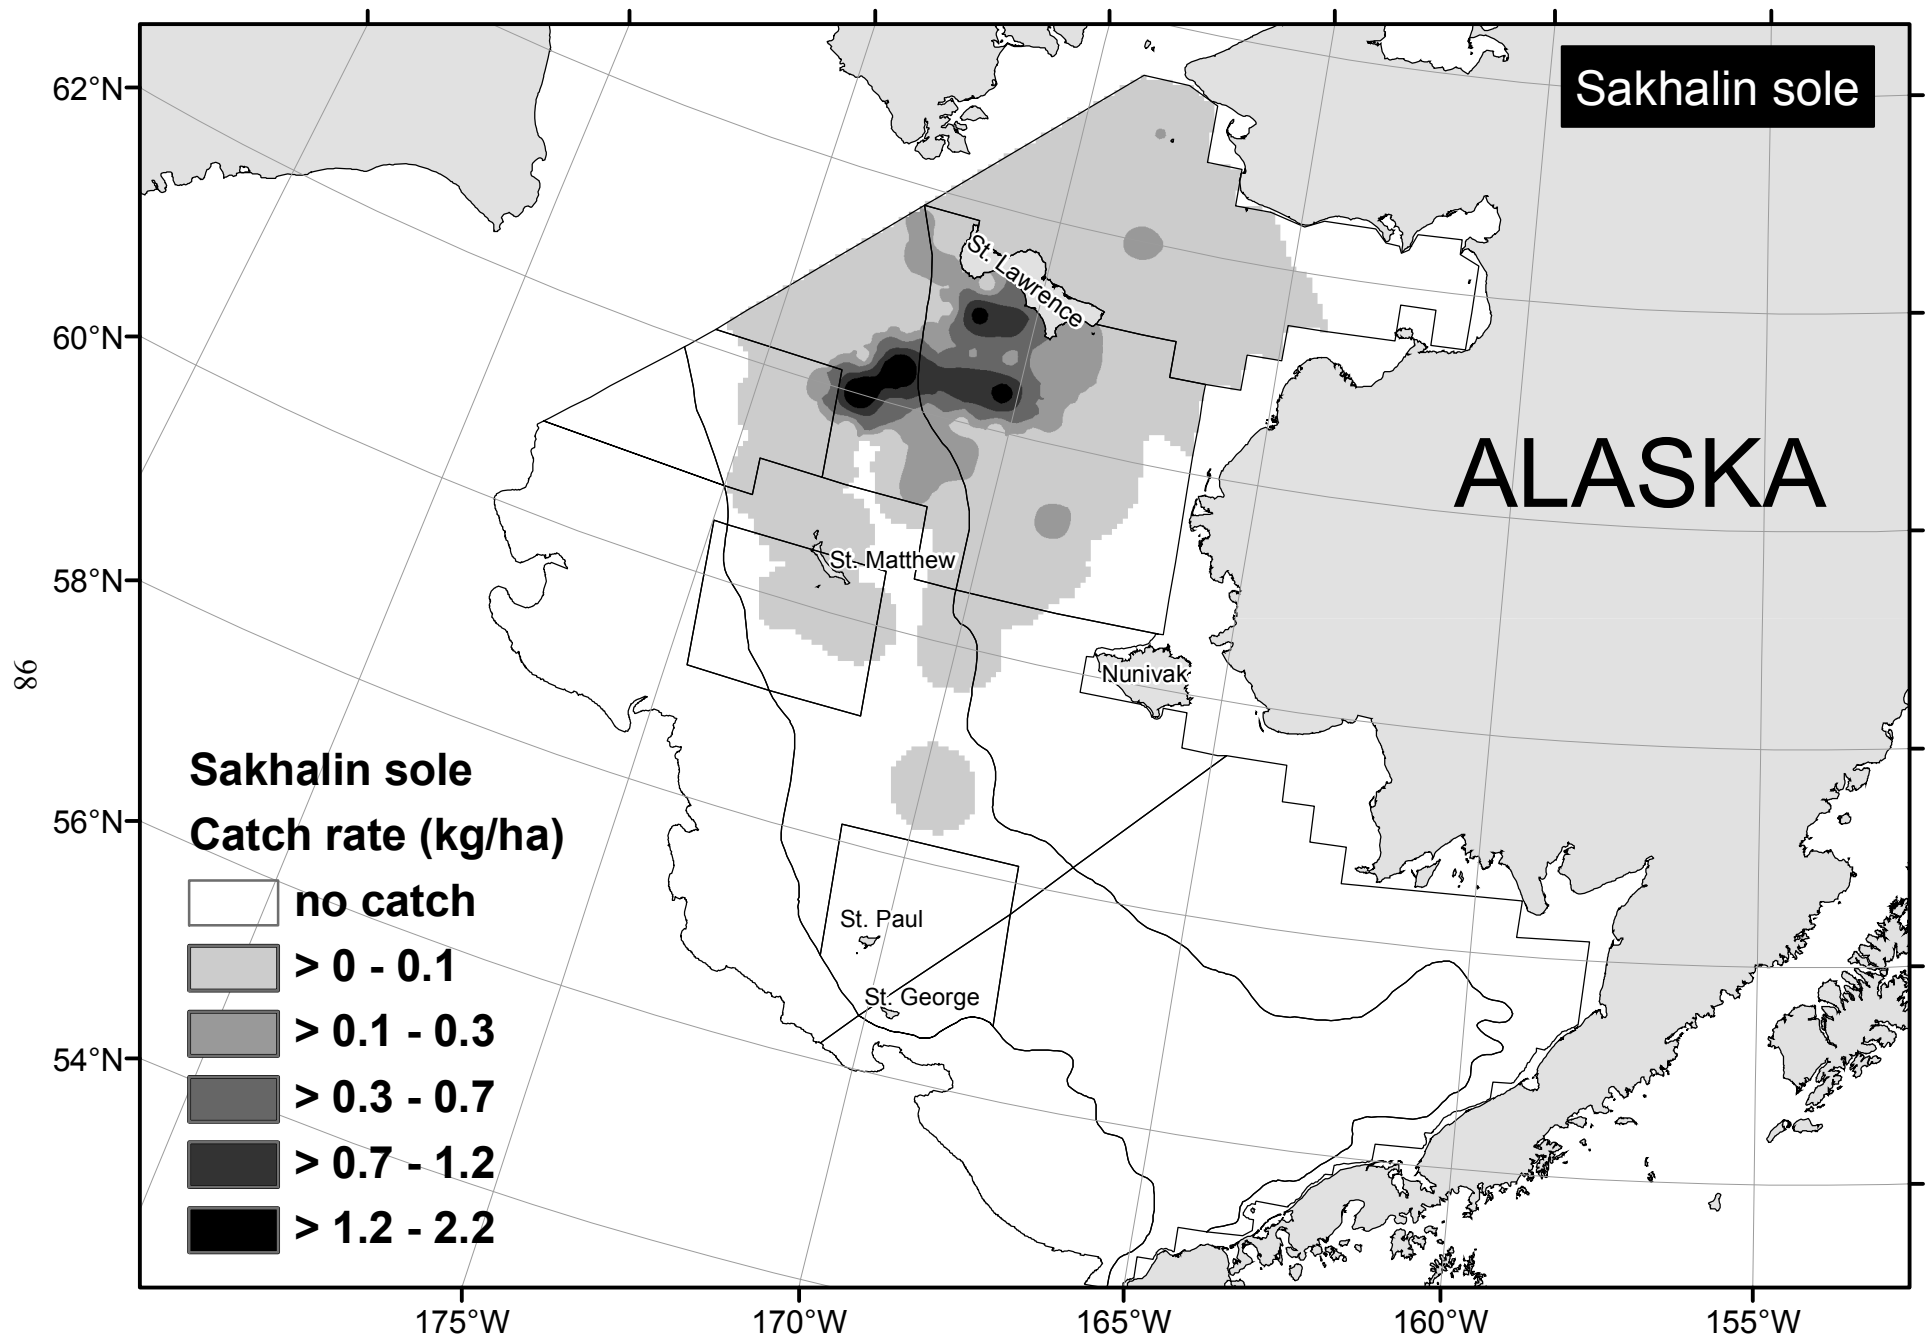 Sakhalin sole
62°N
60°N
58°N
56°N
54°N
St. Lawrence
ALASKA
St. Matthew
Nunivak
St. Paul
St. George
86
Sakhalin sole
Catch rate (kg/ha)
no catch
> 0 - 0.1
> 0.1 - 0.3
> 0.3 - 0.7
> 0.7 - 1.2
> 1.2 - 2.2
175°W
170°W
165°W
160°W
155°W